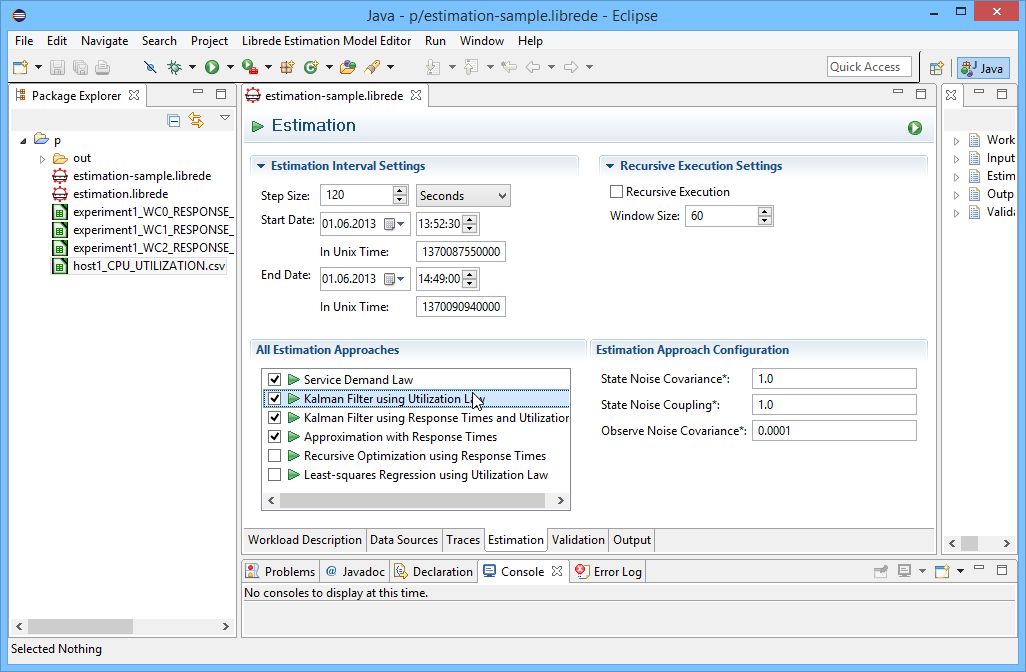 Java - p/estimation-sample.librede - Eclipse
File Edit Navigate Search Project Librede Estimation Model Editor Run Window Help
Quick Access Java
Package Explorer
p
out
estimation-sample.librede
estimation.librede
experiment1_WC0_RESPONSE_
experiment1_WC1_RESPONSE_
experiment1_WC2_RESPONSE_
host1_CPU_UTILIZATION.csv
estimation-sample.librede
Estimation
Estimation Interval Settings
Step Size: 120 Seconds
Start Date: 01.06.2013 13:52:30
In Unix Time: 1370087550000
End Date: 01.06.2013 14:49:00
In Unix Time: 1370090940000
Recursive Execution Settings
Recursive Execution
Window Size: 60
All Estimation Approaches
Service Demand Law
Kalman Filter using Utilization Law
Kalman Filter using Response Times and Utilization
Approximation with Response Times
Recursive Optimization using Response Times
Least-squares Regression using Utilization Law
Estimation Approach Configuration
State Noise Covariance*: 1.0
State Noise Coupling*: 1.0
Observe Noise Covariance*: 0.0001
Workload Description Data Sources Traces Estimation Validation Output
Work
Input
Estim
Outp
Valida
Problems @ Javadoc Declaration Console Error Log
No consoles to display at this time.
Selected Nothing